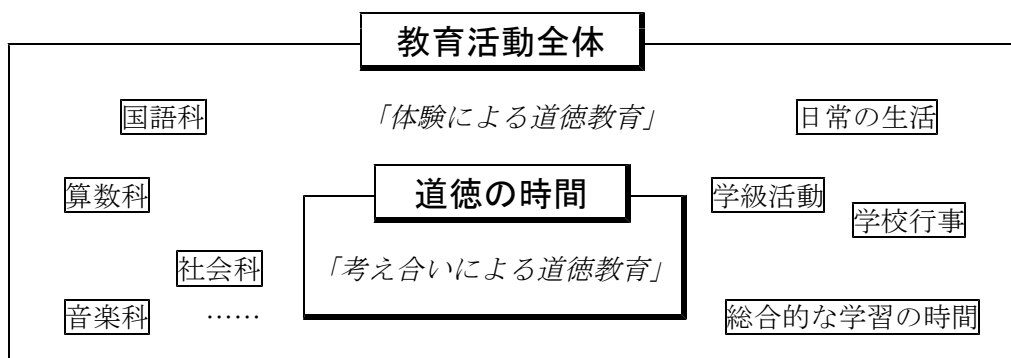 教育活動全体
国語科 「体験による道徳教育」 日常の生活
算数科 道徳の時間 学級活動
学校行事
社会科 「考え合いによる道徳教育」
音楽科 …… 総合的な学習の時間